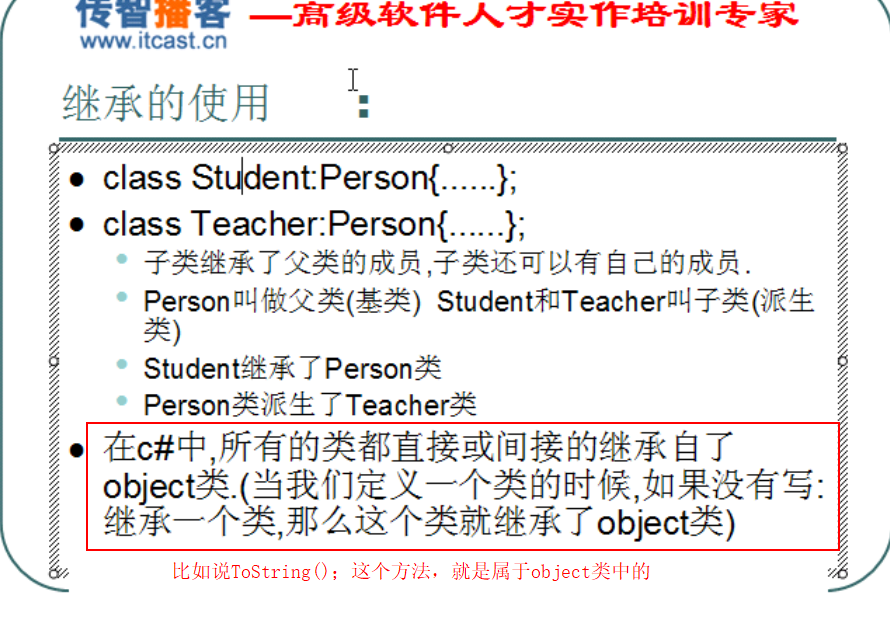 传智播客 —高级软件人才实作培训专家
www.itcast.cn
继承的使用 :
● class Student:Person{......};
● class Teacher:Person{......};
• 子类继承了父类的成员,子类还可以有自己的成员.
• Person叫做父类(基类) Student和Teacher叫子类(派生
类)
• Student继承了Person类
• Person类派生了Teacher类
● 在c#中,所有的类都直接或间接的继承自了
object类.(当我们定义一个类的时候,如果没有写:
继承一个类,那么这个类就继承了object类)
比如说ToString(); 这个方法，就是属于object类中的